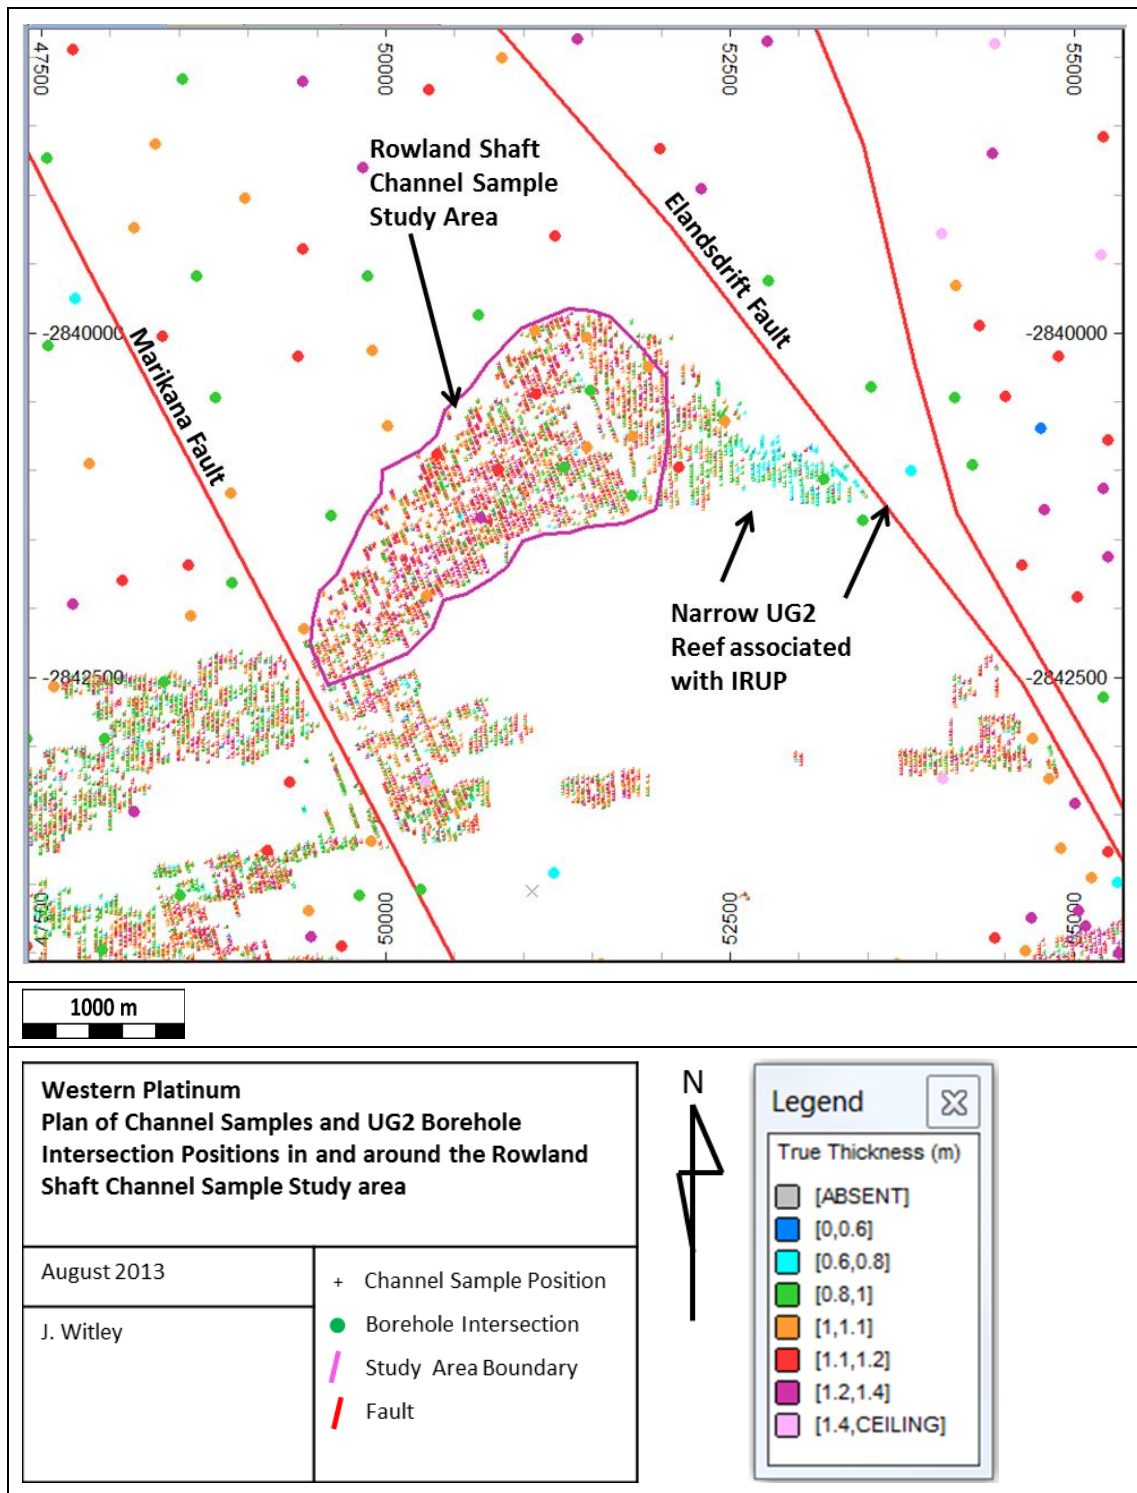 47500
50000
52500
55000
Rowland Shaft
Channel Sample
Study Area
Elandsdrift Fault
-2840000
-2840000
Marikana Fault
Narrow UG2
Reef associated
with IRUP
-2842500
-2842500
47500
50000
52500
55000
1000 m
Western Platinum
Plan of Channel Samples and UG2 Borehole
Intersection Positions in and around the Rowland
Shaft Channel Sample Study area
August 2013
J. Witley
+ Channel Sample Position
Borehole Intersection
Study Area Boundary
Fault
N
Legend
True Thickness (m)
[ABSENT]
[0,0.6]
[0.6,0.8]
[0.8,1]
[1,1.1]
[1.1,1.2]
[1.2,1.4]
[1.4,CEILING]